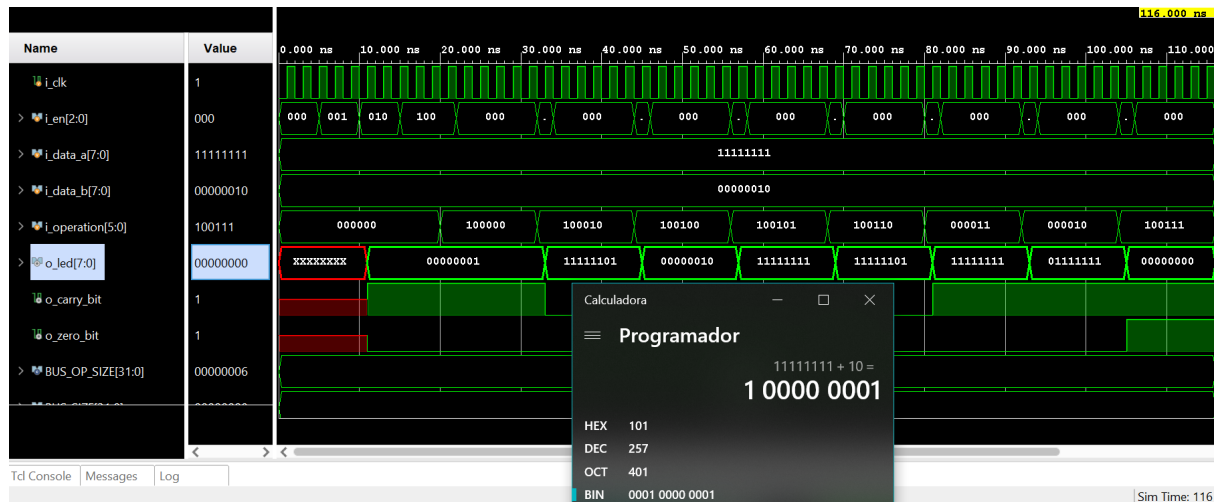 116.000 ns
Name Value
0.000 ns 10.000 ns 20.000 ns 30.000 ns 40.000 ns 50.000 ns 60.000 ns 70.000 ns 80.000 ns 90.000 ns 100.000 ns 110.000
i_clk 1
> i_en[2:0] 000 000 001 010 100 000 . 000 . 000 . 000 . 000 . 000 . 000 . 000
> i_data_a[7:0] 11111111 11111111
> i_data_b[7:0] 00000010 00000010
> i_operation[5:0] 100111 000000 100000 100010 100100 100101 100110 000011 000010 100111
> o_led[7:0] 00000000 XXXXXXXX 00000001 11111101 00000010 11111111 11111101 11111111 01111111 00000000
o_carry_bit 1
o_zero_bit 1
> BUS_OP_SIZE[31:0] 00000006
Calculadora
Programador
11111111 + 10 =
1 0000 0001
HEX 101
DEC 257
OCT 401
BIN 0001 0000 0001
Tcl Console Messages Log
Sim Time: 116